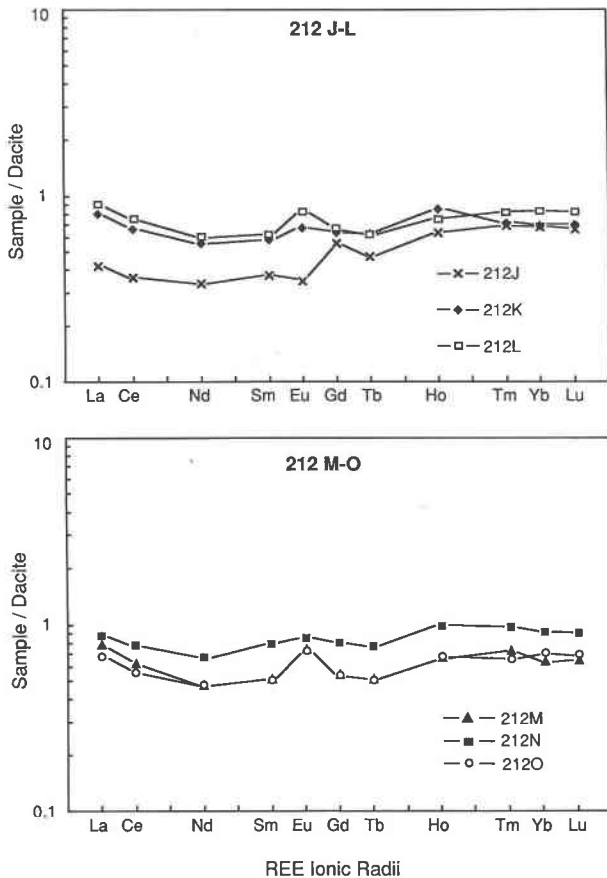 212 J-L
10
1
0.1
Sample / Dacite
212J
212K
212L
La Ce Nd Sm Eu Gd Tb Ho Tm Yb Lu
212 M-O
10
1
0.1
Sample / Dacite
212M
212N
212O
La Ce Nd Sm Eu Gd Tb Ho Tm Yb Lu
REE Ionic Radii